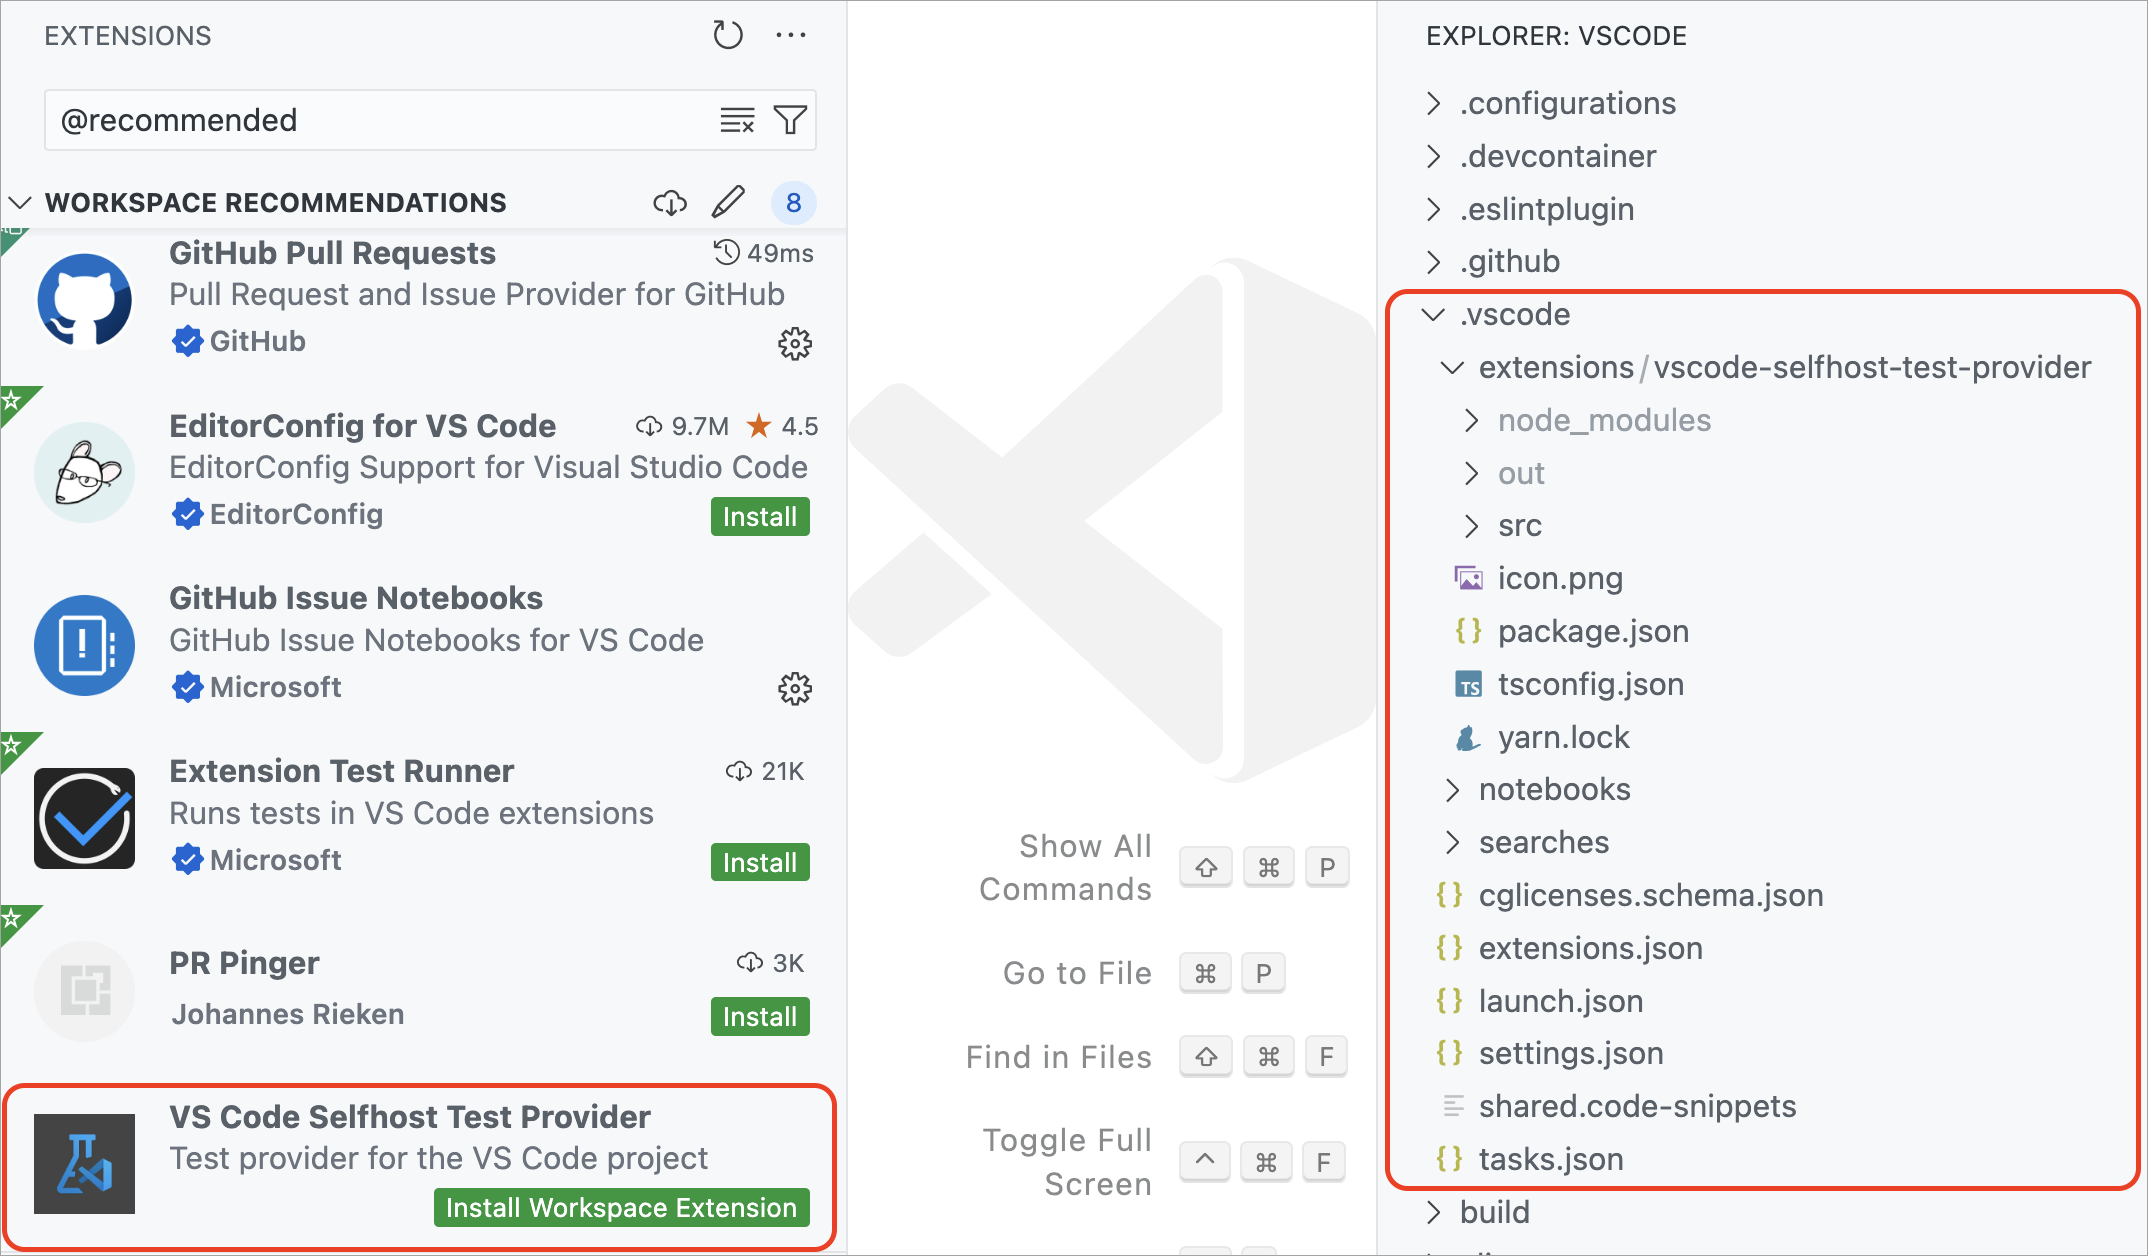 EXTENSIONS
@recommended
WORKSPACE RECOMMENDATIONS 8
GitHub Pull Requests 49ms
Pull Request and Issue Provider for GitHub
GitHub
EditorConfig for VS Code 9.7M 4.5
EditorConfig Support for Visual Studio Code
EditorConfig Install
GitHub Issue Notebooks
GitHub Issue Notebooks for VS Code
Microsoft
Extension Test Runner 21K
Runs tests in VS Code extensions
Microsoft Install
PR Pinger 3K
Johannes Rieken Install
VS Code Selfhost Test Provider
Test provider for the VS Code project
Install Workspace Extension
Show All
Commands ⇧ ⌘ P
Go to File ⌘ P
Find in Files ⇧ ⌘ F
Toggle Full
Screen ^ ⌘ F
EXPLORER: VSCODE
.configurations
.devcontainer
.eslintplugin
.github
.vscode
extensions/vscode-selfhost-test-provider
node_modules
out
src
icon.png
{} package.json
TS tsconfig.json
yarn.lock
notebooks
searches
{} cglicenses.schema.json
{} extensions.json
{} launch.json
{} settings.json
shared.code-snippets
{} tasks.json
build